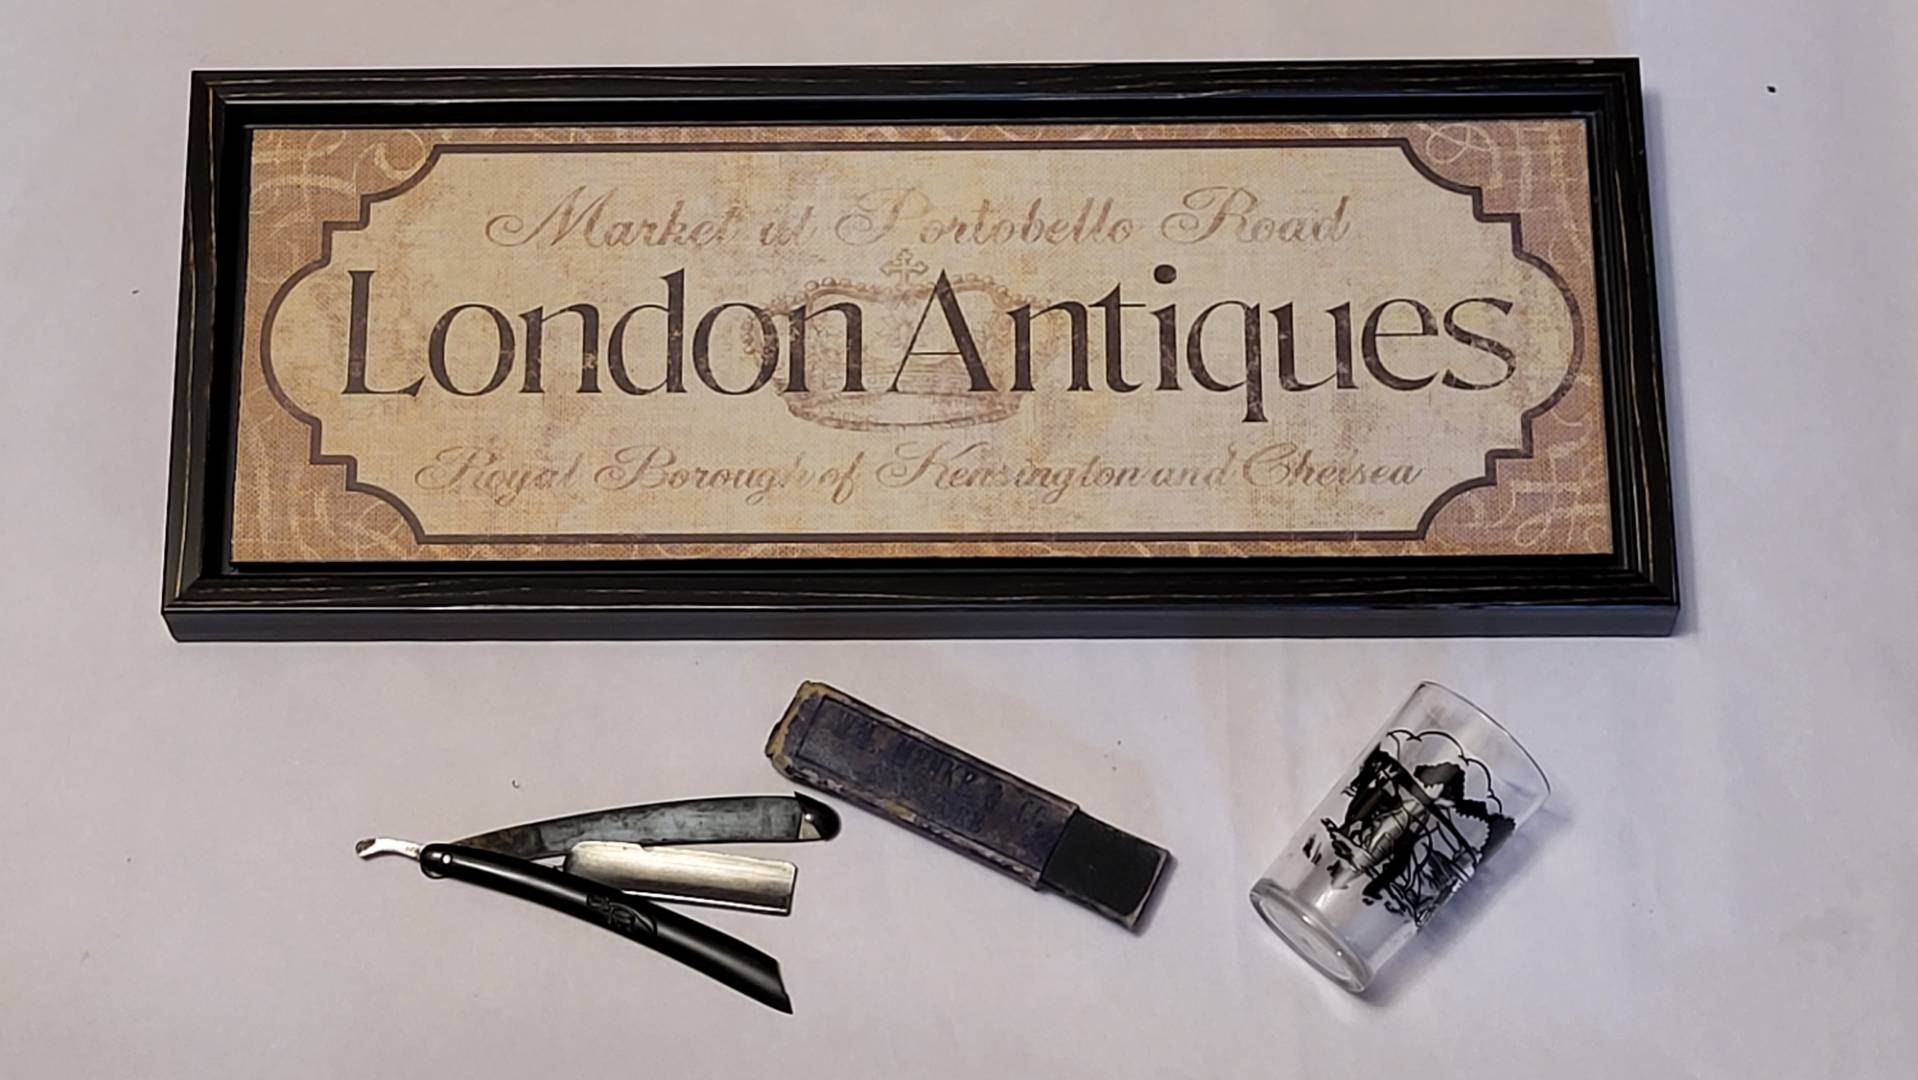 Market at Portobello Road
London Antiques
Royal Borough of Kensington and Chelsea